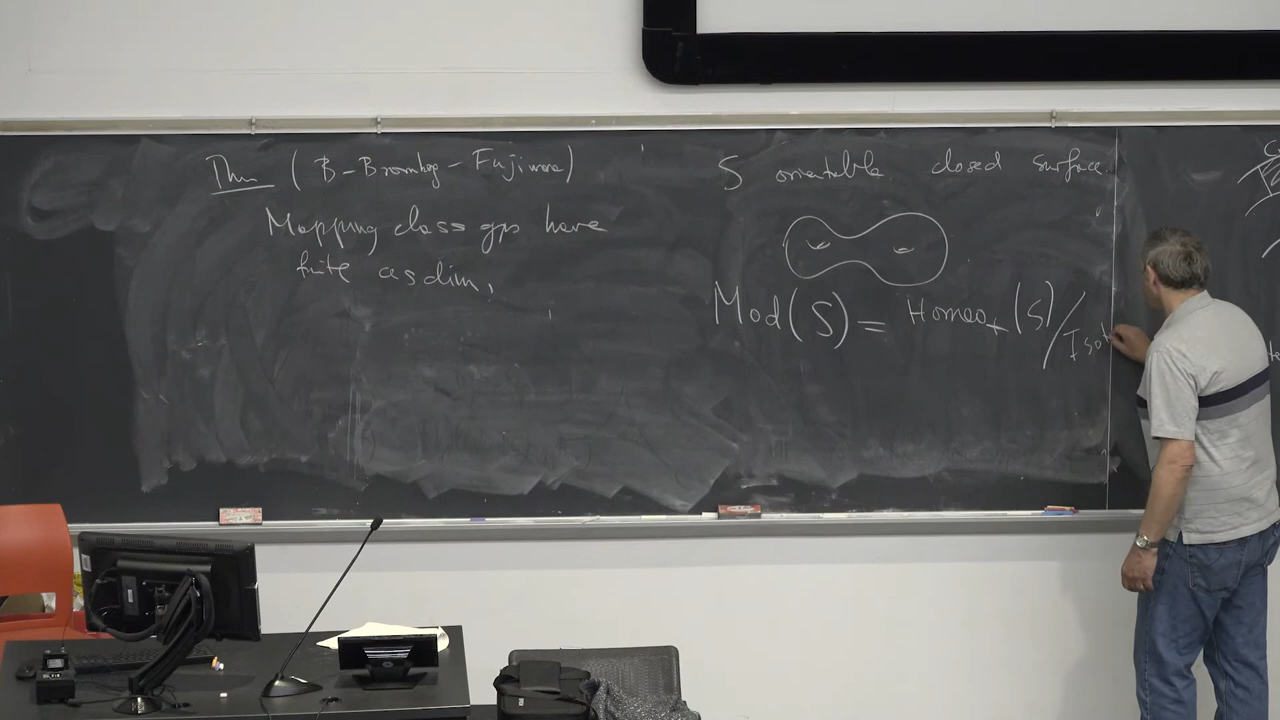 Thm (B-Bromberg-Fujiwara)
Mapping class gps have
finite asdim,
S orientable closed surface.
Mod(S) = Homeo₊(S)/Isot